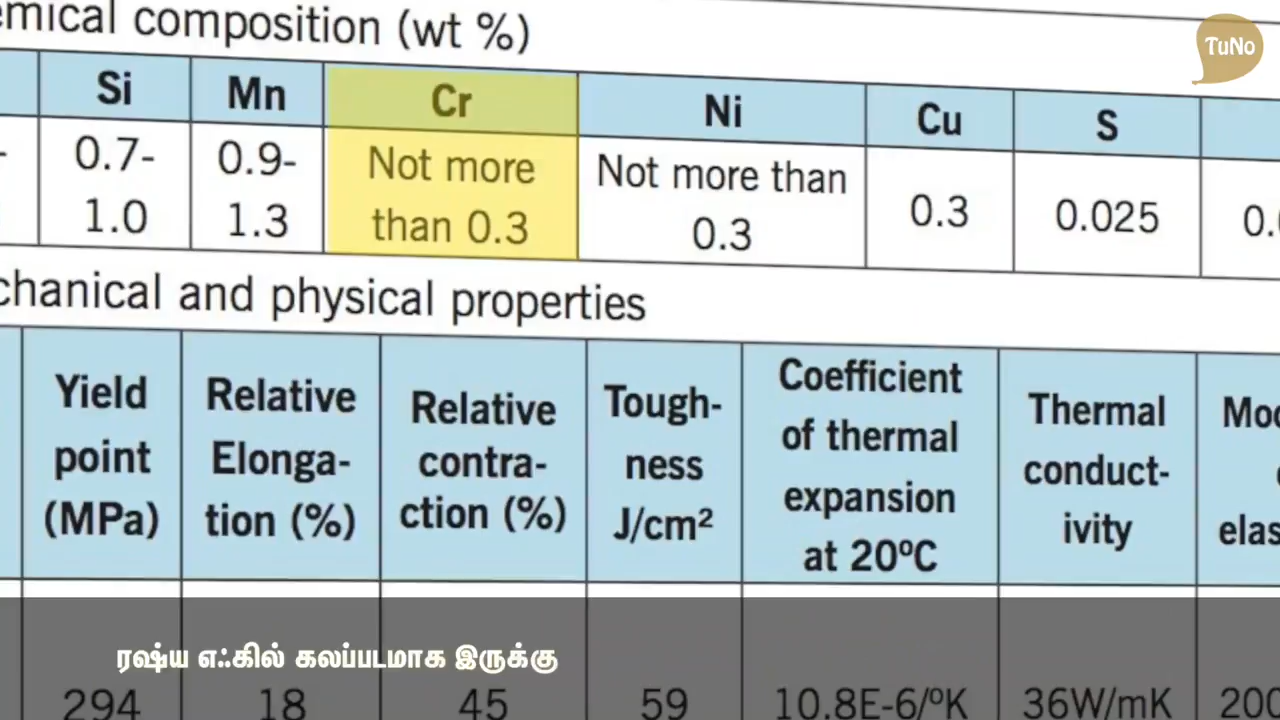 emical composition (wt %)
TuNo
Si Mn Cr Ni Cu S
0.7- 0.9- Not more Not more than 0.3 0.025
1.0 1.3 than 0.3 0.3
chanical and physical properties
Yield Relative Relative Tough- Coefficient Thermal
point Elonga- contra- ness of thermal conduct-
(MPa) tion (%) ction (%) J/cm² expansion ivity
at 20ºC
ரஷ்ய எஃகில் கலப்படமாக இருக்கு
294 18 45 59 10.8E-6/ºK 36W/mK 200